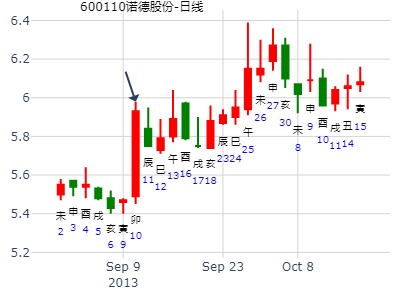 600110诺德股份-日线
6.4
6.2
6
5.8
5.6
5.4
5.2
未
2
申
3
酉
4
戌
5
亥
6
寅
9
卯
10
辰
11
巳
12
午
13
酉
16
戌
17
亥
18
辰
23
巳
24
午
25
未
26
申
27
亥
30
未
8
申
9
酉
10
戌
11
丑
14
寅
15
Sep 9
2013
Sep 23
Oct 8